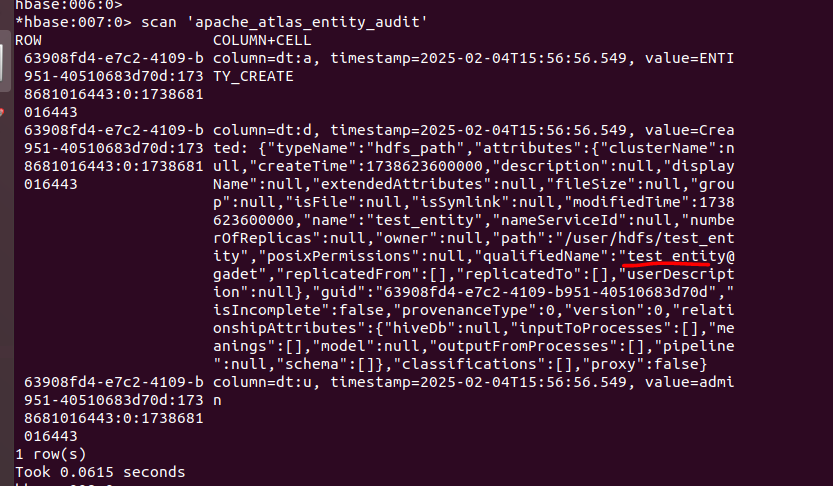 hbase:006:0>
*hbase:007:0> scan 'apache_atlas_entity_audit'
ROW                   COLUMN+CELL
 63908fd4-e7c2-4109-b column=dt:a, timestamp=2025-02-04T15:56:56.549, value=ENTI
 951-40510683d70d:173 TY_CREATE
 8681016443:0:1738681
 016443
 63908fd4-e7c2-4109-b column=dt:d, timestamp=2025-02-04T15:56:56.549, value=Crea
 951-40510683d70d:173 ted: {"typeName":"hdfs_path","attributes":{"clusterName":n
 8681016443:0:1738681 ull,"createTime":1738623600000,"description":null,"display
 016443               Name":null,"extendedAttributes":null,"fileSize":null,"grou
                      p":null,"isFile":null,"isSymlink":null,"modifiedTime":1738
                      623600000,"name":"test_entity","nameServiceId":null,"numbe
                      rOfReplicas":null,"owner":null,"path":"/user/hdfs/test_ent
                      ity","posixPermissions":null,"qualifiedName":"test_entity@
                      gadet","replicatedFrom":[],"replicatedTo":[],"userDescript
                      ion":null},"guid":"63908fd4-e7c2-4109-b951-40510683d70d","
                      isIncomplete":false,"provenanceType":0,"version":0,"relati
                      onshipAttributes":{"hiveDb":null,"inputToProcesses":[],"me
                      anings":[],"model":null,"outputFromProcesses":[],"pipeline
                      ":null,"schema":[]},"classifications":[],"proxy":false}
 63908fd4-e7c2-4109-b column=dt:u, timestamp=2025-02-04T15:56:56.549, value=admi
 951-40510683d70d:173 n
 8681016443:0:1738681
 016443
1 row(s)
Took 0.0615 seconds